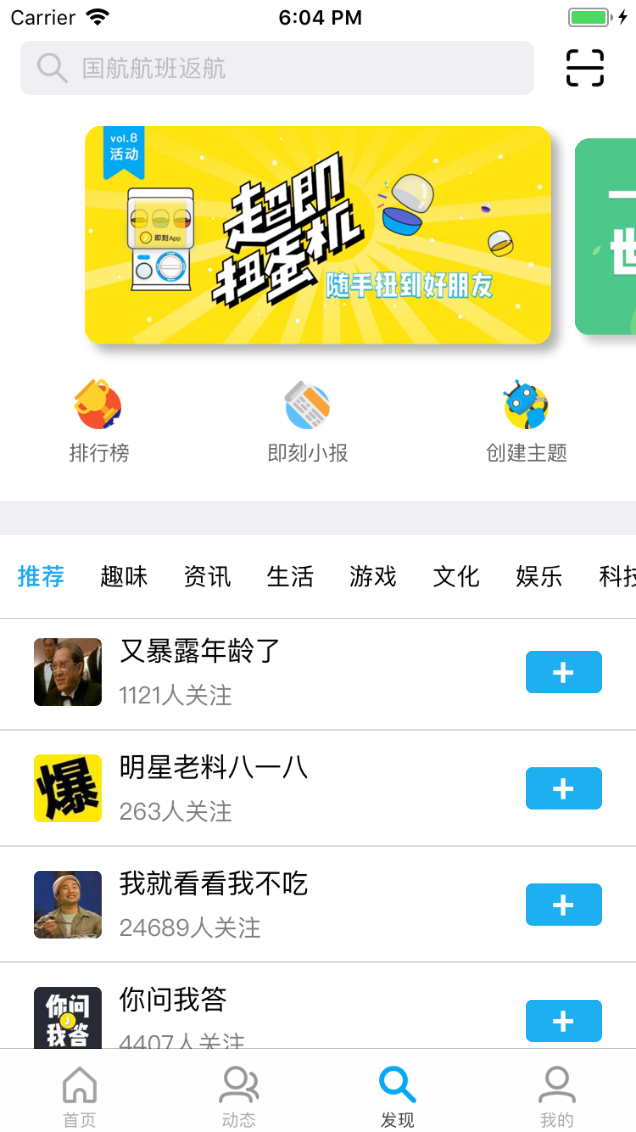 Carrier
6:04 PM
国航航班返航
vol.8
活动
即刻App
超即
扭蛋机
随手扭到好朋友
一
世
排行榜
即刻小报
创建主题
推荐 趣味 资讯 生活 游戏 文化 娱乐 科技
又暴露年龄了
1121人关注
爆
明星老料八一八
263人关注
我就看看我不吃
24689人关注
你问
我答
你问我答
4407人关注
首页 动态 发现 我的